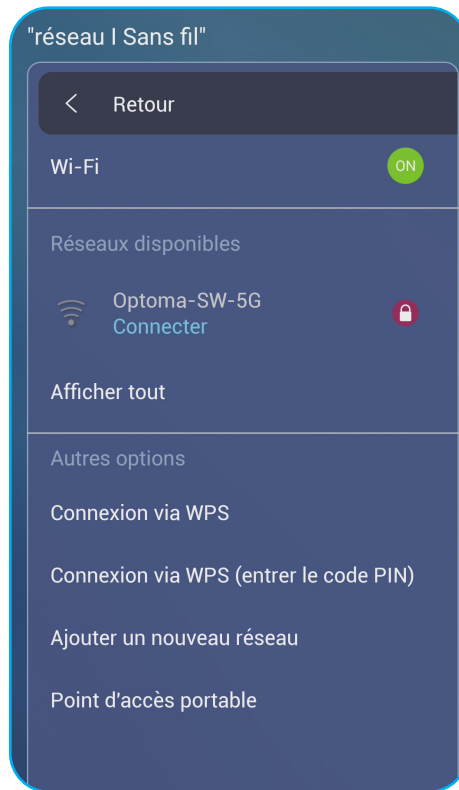 "réseau I Sans fil"
Retour
Wi-Fi
ON
Réseaux disponibles
Optoma-SW-5G
Connecter
Afficher tout
Autres options
Connexion via WPS
Connexion via WPS (entrer le code PIN)
Ajouter un nouveau réseau
Point d'accès portable